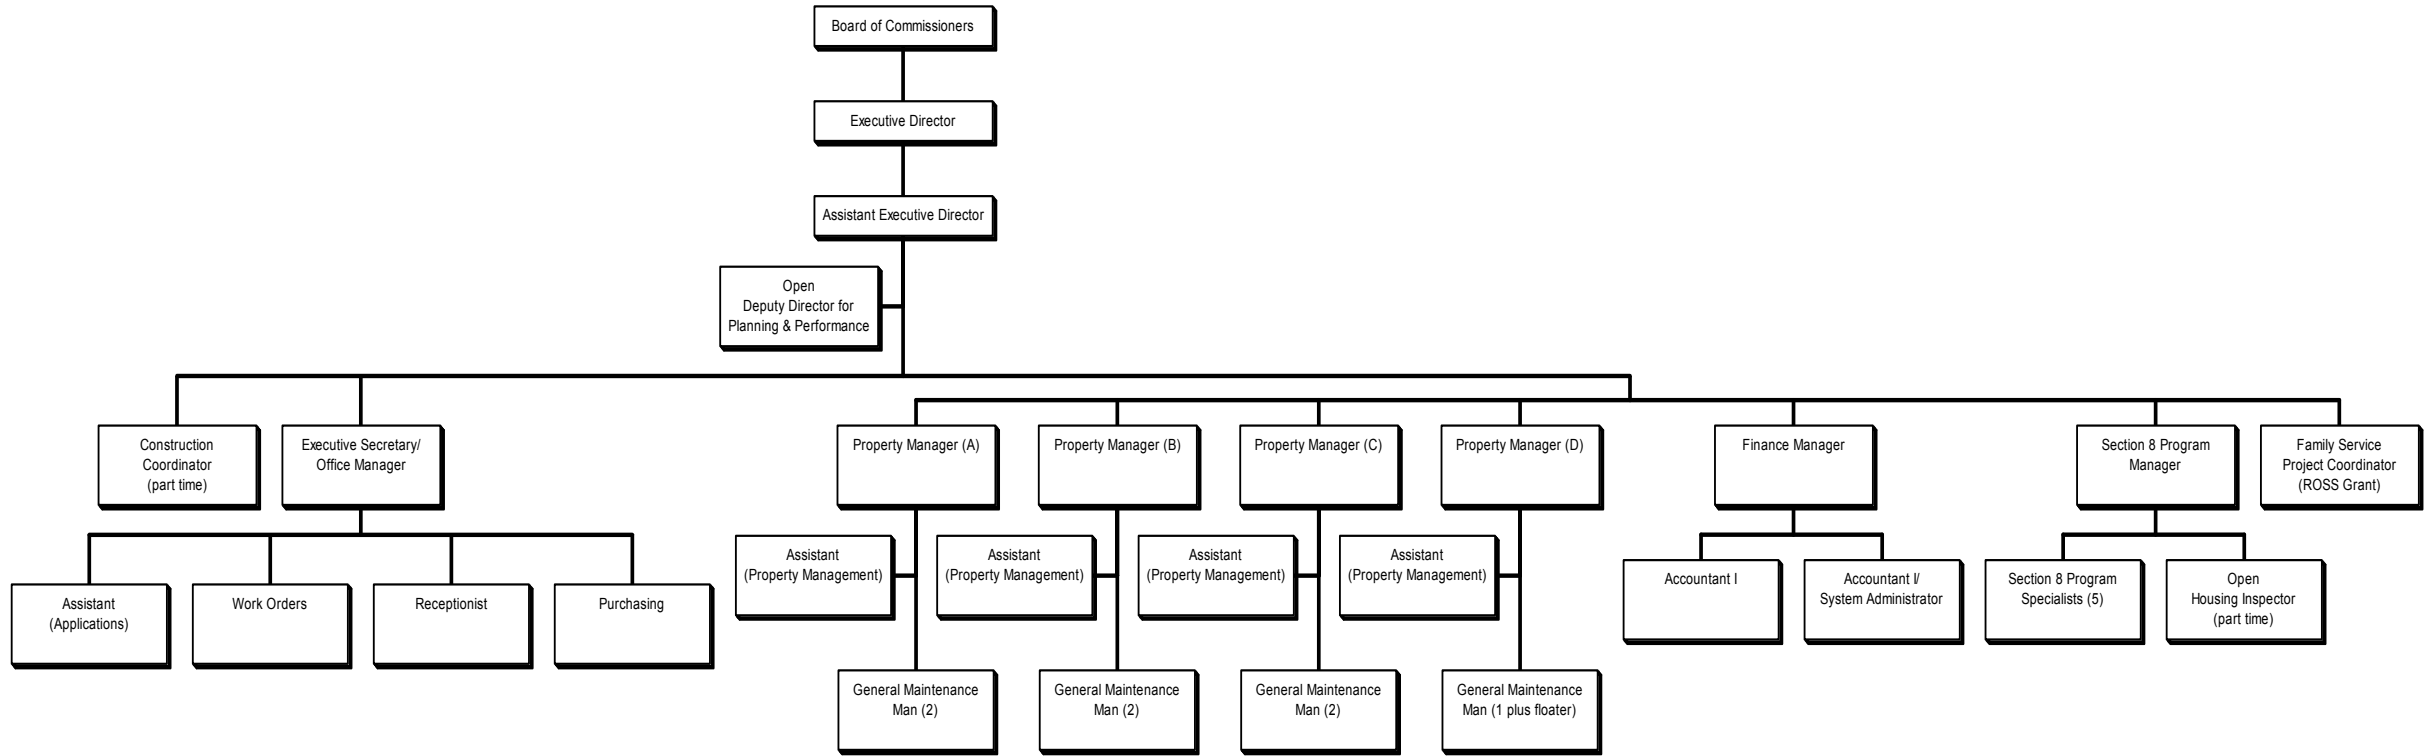 Board of Commissioners
Executive Director
Assistant Executive Director
Open
Deputy Director for
Planning & Performance
Construction
Coordinator
(part time)
Executive Secretary/
Office Manager
Property Manager (A)
Property Manager (B)
Property Manager (C)
Property Manager (D)
Finance Manager
Section 8 Program
Manager
Family Service
Project Coordinator
(ROSS Grant)
Assistant
(Property Management)
Assistant
(Property Management)
Assistant
(Property Management)
Assistant
(Property Management)
Assistant
(Applications)
Work Orders
Receptionist
Purchasing
Accountant I
Accountant I/
System Administrator
Section 8 Program
Specialists (5)
Open
Housing Inspector
(part time)
General Maintenance
Man (2)
General Maintenance
Man (2)
General Maintenance
Man (2)
General Maintenance
Man (1 plus floater)